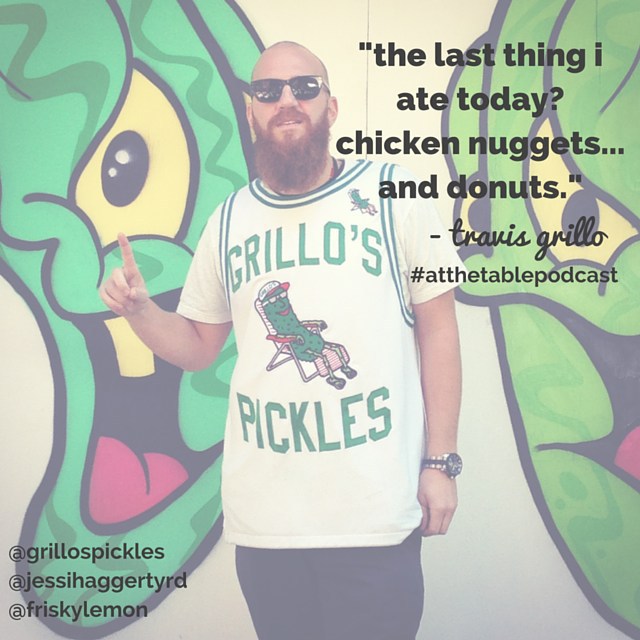 "the last thing i
ate today?
chicken nuggets...
and donuts."
- travis grillo
#atthetablepodcast
GRILLO'S
PICKLES
@grillospickles
@jessihaggertyrd
@friskylemon